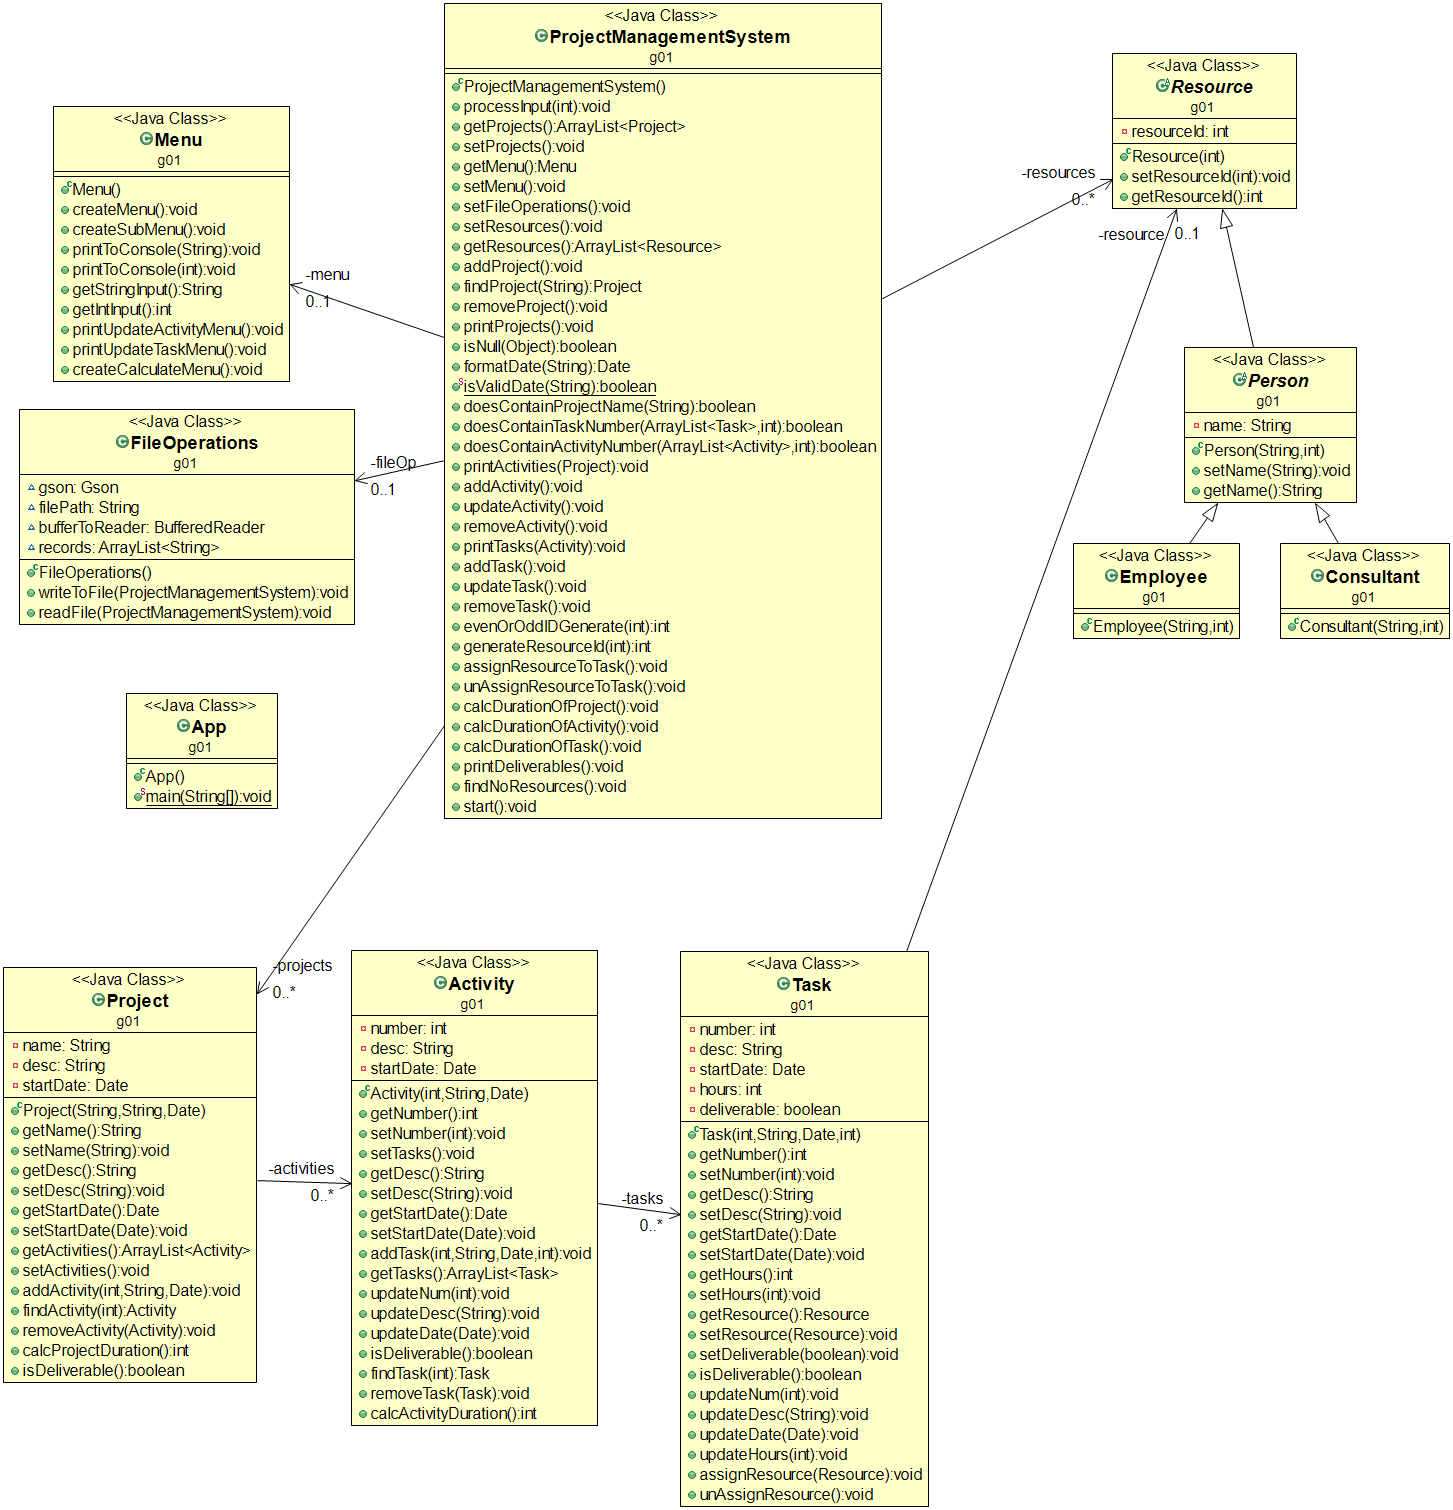 <<Java Class>>
ProjectManagementSystem
g01
ProjectManagementSystem()
processInput(int):void
getProjects():ArrayList<Project>
setProjects():void
getMenu():Menu
setMenu():void
setFileOperations():void
setResources():void
getResources():ArrayList<Resource>
addProject():void
findProject(String):Project
removeProject():void
printProjects():void
isNull(Object):boolean
formatDate(String):Date
isValidDate(String):boolean
doesContainProjectName(String):boolean
doesContainTaskNumber(ArrayList<Task>,int):boolean
doesContainActivityNumber(ArrayList<Activity>,int):boolean
printActivities(Project):void
addActivity():void
updateActivity():void
removeActivity():void
printTasks(Activity):void
addTask():void
updateTask():void
removeTask():void
evenOrOddIDGenerate(int):int
generateResourceId(int):int
assignResourceToTask():void
unAssignResourceToTask():void
calcDurationOfProject():void
calcDurationOfActivity():void
calcDurationOfTask():void
printDeliverables():void
findNoResources():void
start():void
<<Java Class>>
Menu
g01
Menu()
createMenu():void
createSubMenu():void
printToConsole(String):void
printToConsole(int):void
getStringInput():String
getIntInput():int
printUpdateActivityMenu():void
printUpdateTaskMenu():void
createCalculateMenu():void
-menu
0..1
<<Java Class>>
FileOperations
g01
gson: Gson
filePath: String
bufferToReader: BufferedReader
records: ArrayList<String>
FileOperations()
writeToFile(ProjectManagementSystem):void
readFile(ProjectManagementSystem):void
-fileOp
0..1
<<Java Class>>
App
g01
App()
main(String[]):void
<<Java Class>>
Resource
g01
resourceId: int
Resource(int)
setResourceId(int):void
getResourceId():int
-resources
0..*
-resource
0..1
<<Java Class>>
Person
g01
name: String
Person(String,int)
setName(String):void
getName():String
<<Java Class>>
Employee
g01
Employee(String,int)
<<Java Class>>
Consultant
g01
Consultant(String,int)
-projects
0..*
<<Java Class>>
Project
g01
name: String
desc: String
startDate: Date
Project(String,String,Date)
getName():String
setName(String):void
getDesc():String
setDesc(String):void
getStartDate():Date
setStartDate(Date):void
getActivities():ArrayList<Activity>
setActivities():void
addActivity(int,String,Date):void
findActivity(int):Activity
removeActivity(Activity):void
calcProjectDuration():int
isDeliverable():boolean
-activities
0..*
<<Java Class>>
Activity
g01
number: int
desc: String
startDate: Date
Activity(int,String,Date)
getNumber():int
setNumber(int):void
setTasks():void
getDesc():String
setDesc(String):void
getStartDate():Date
setStartDate(Date):void
addTask(int,String,Date,int):void
getTasks():ArrayList<Task>
updateNum(int):void
updateDesc(String):void
updateDate(Date):void
isDeliverable():boolean
findTask(int):Task
removeTask(Task):void
calcActivityDuration():int
-tasks
0..*
<<Java Class>>
Task
g01
number: int
desc: String
startDate: Date
hours: int
deliverable: boolean
Task(int,String,Date,int)
getNumber():int
setNumber(int):void
getDesc():String
setDesc(String):void
getStartDate():Date
setStartDate(Date):void
getHours():int
setHours(int):void
getResource():Resource
setResource(Resource):void
setDeliverable(boolean):void
isDeliverable():boolean
updateNum(int):void
updateDesc(String):void
updateDate(Date):void
updateHours(int):void
assignResource(Resource):void
unAssignResource():void